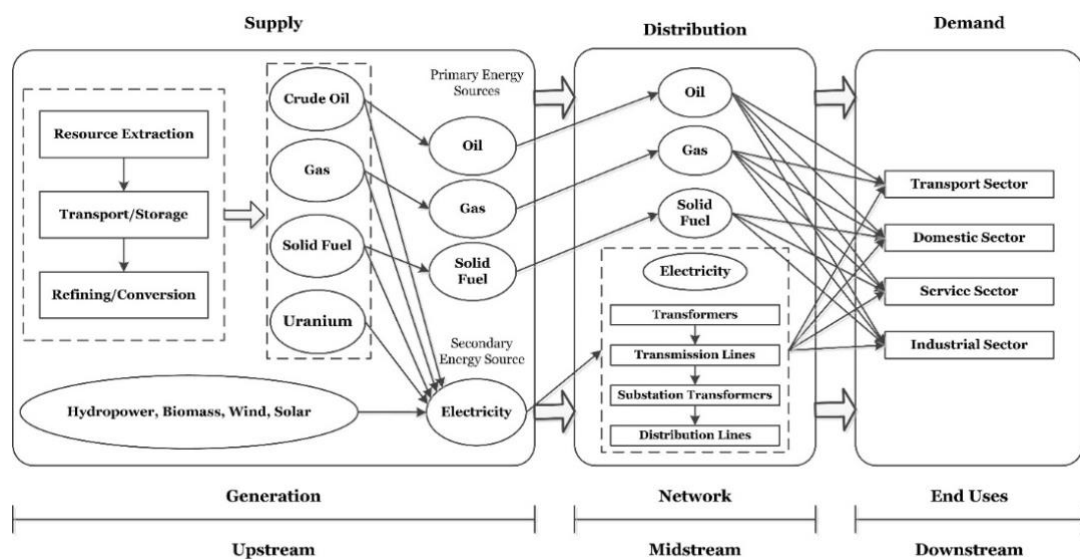 Supply
Distribution
Demand
Resource Extraction
Transport/Storage
Refining/Conversion
Crude Oil
Gas
Solid Fuel
Uranium
Hydropower, Biomass, Wind, Solar
Primary Energy
Sources
Oil
Gas
Solid
Fuel
Secondary
Energy Source
Electricity
Oil
Gas
Solid
Fuel
Electricity
Transformers
Transmission Lines
Substation Transformers
Distribution Lines
Transport Sector
Domestic Sector
Service Sector
Industrial Sector
Generation
Network
End Uses
Upstream
Midstream
Downstream